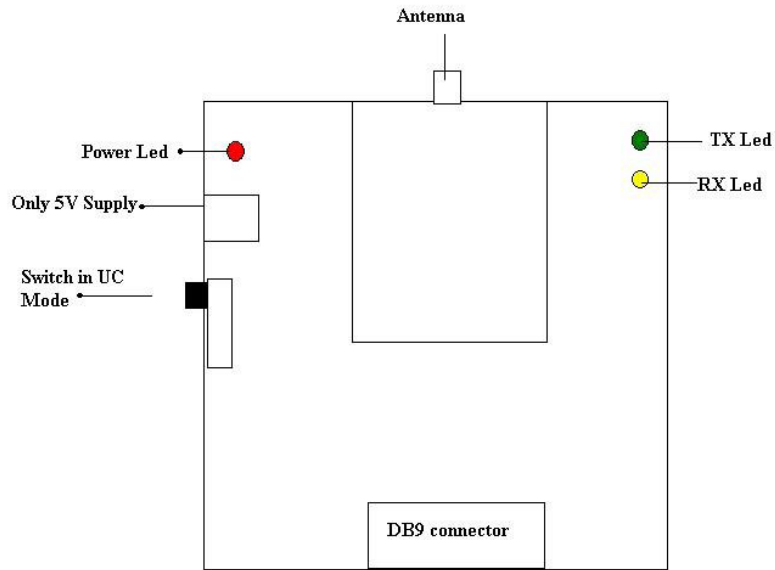 Antenna
Power Led
TX Led
RX Led
Only 5V Supply
Switch in UC
Mode
DB9 connector